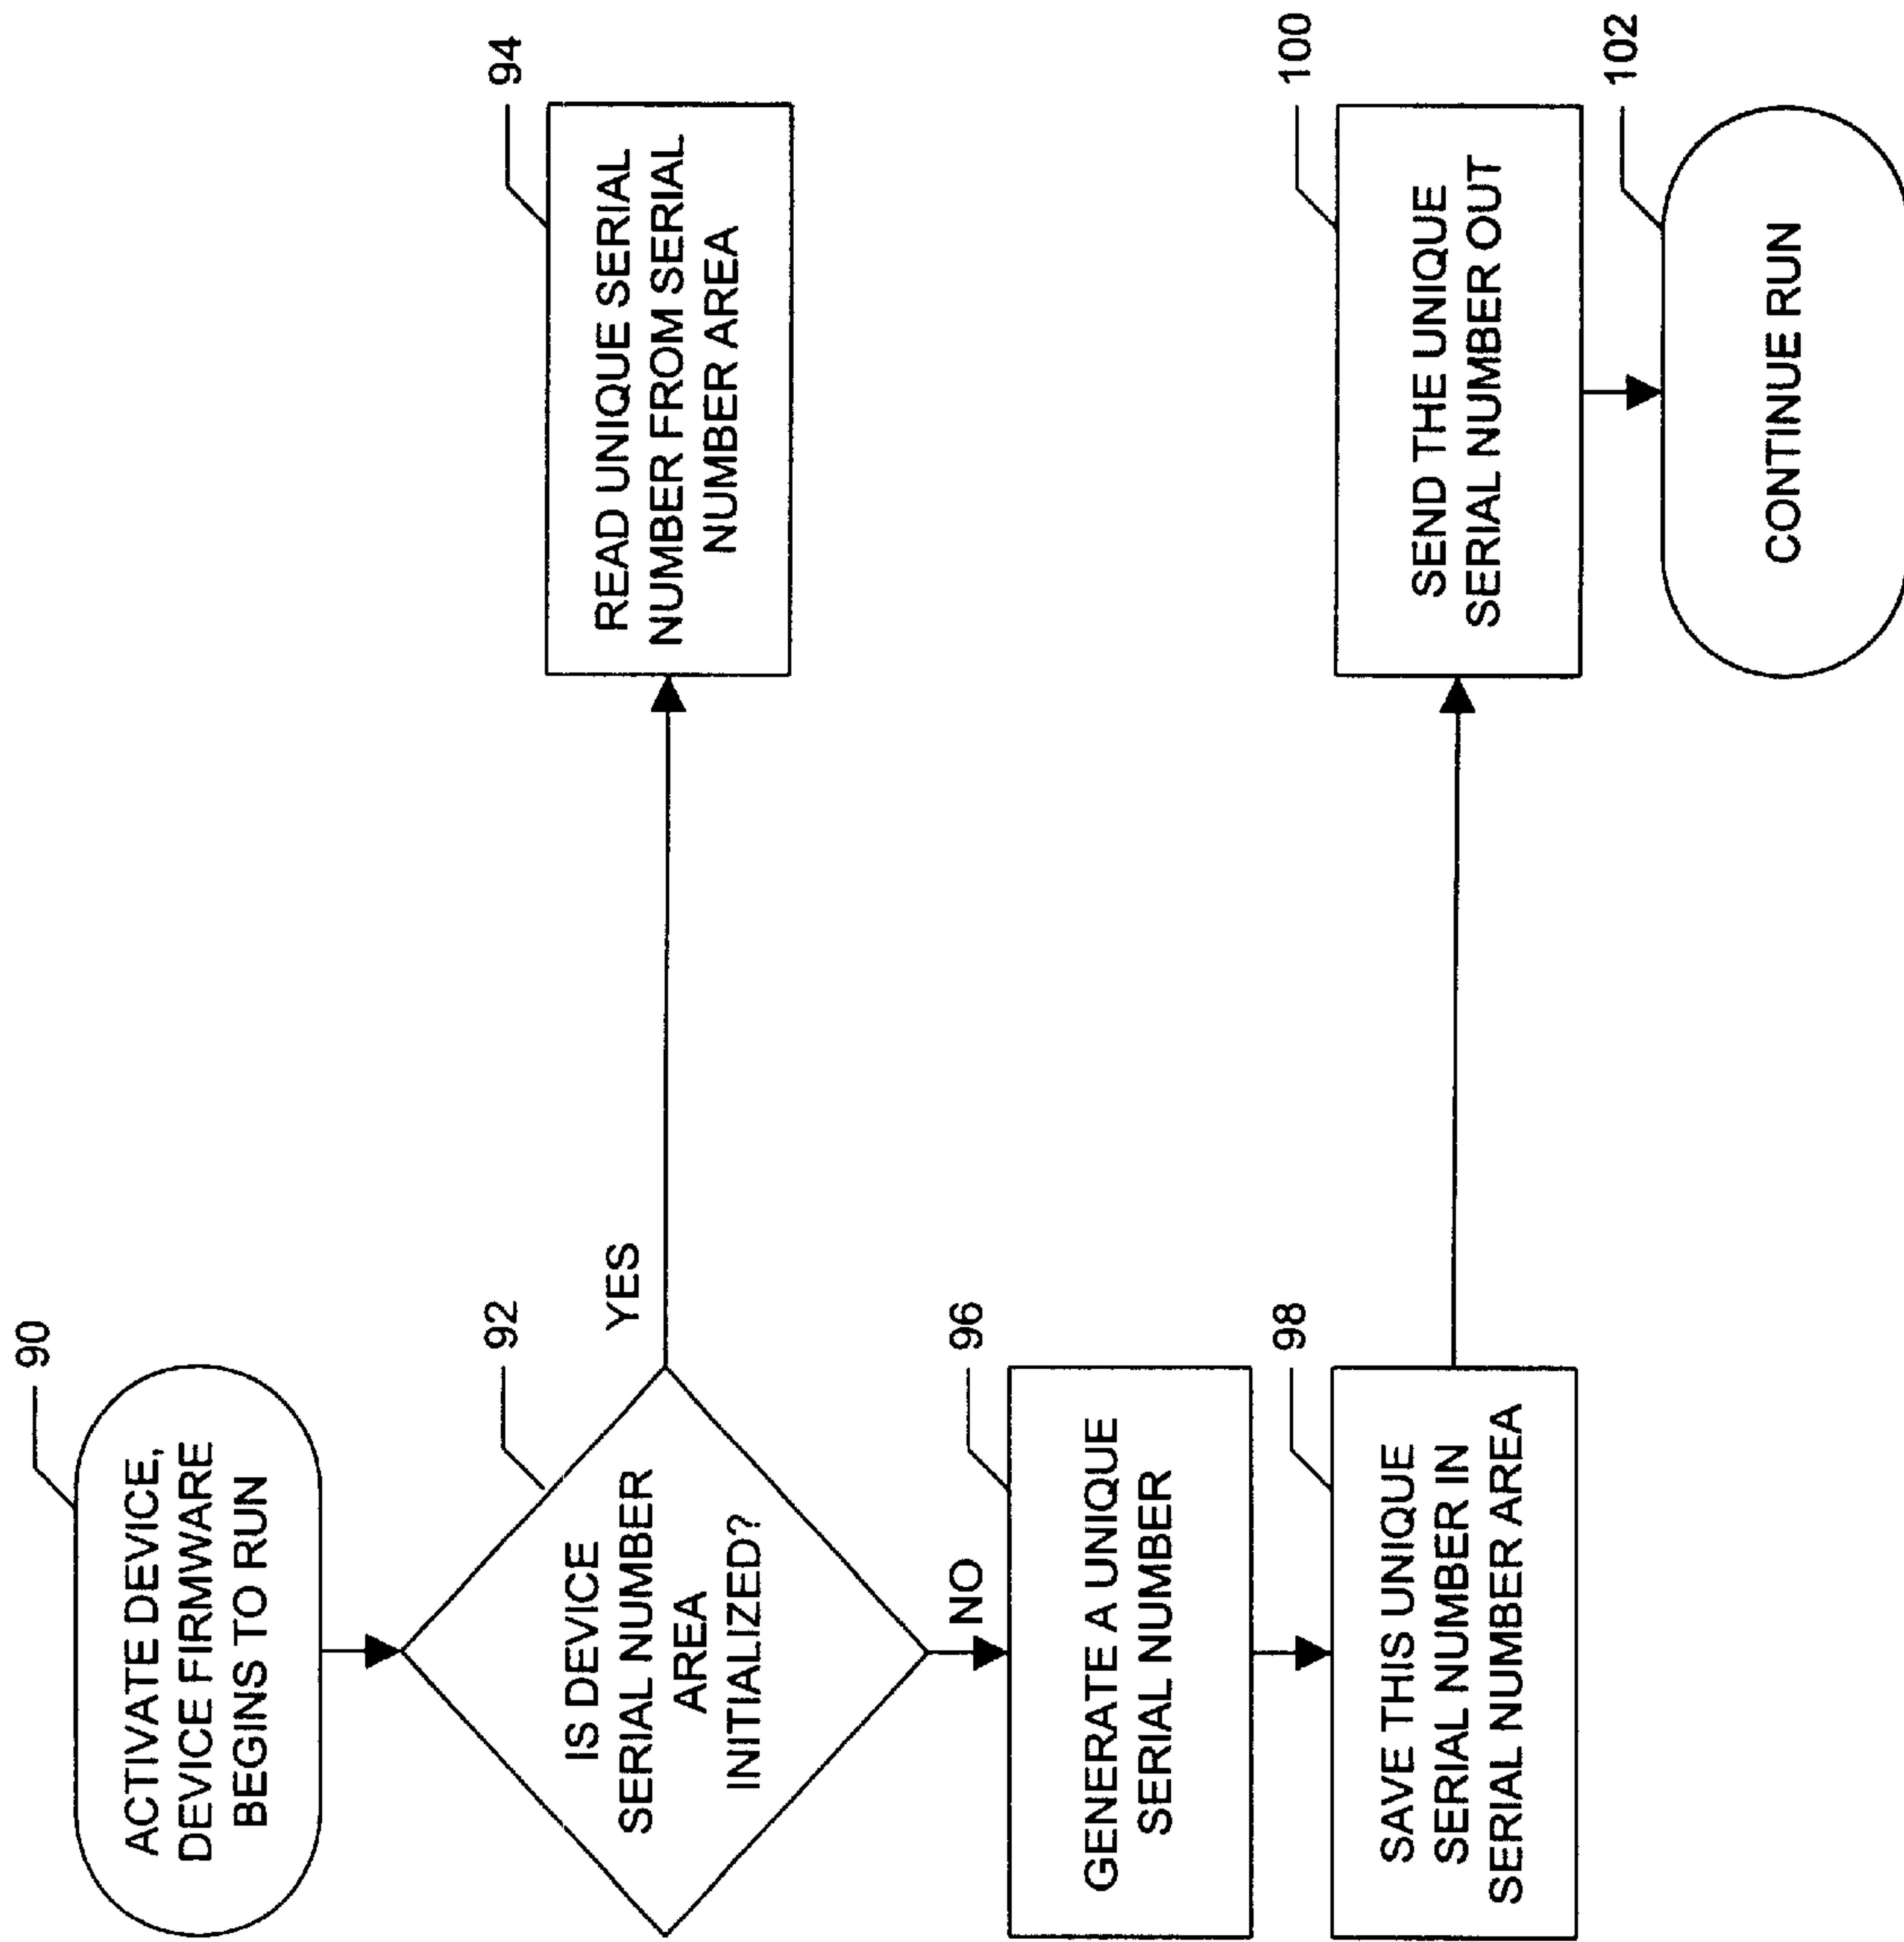 90
ACTIVATE DEVICE,
DEVICE FIRMWARE
BEGINS TO RUN
92
IS DEVICE
SERIAL NUMBER
AREA
INITIALIZED?
YES
94
READ UNIQUE SERIAL
NUMBER FROM SERIAL
NUMBER AREA
NO
96
GENERATE A UNIQUE
SERIAL NUMBER
98
SAVE THIS UNIQUE
SERIAL NUMBER IN
SERIAL NUMBER AREA
100
SEND THE UNIQUE
SERIAL NUMBER OUT
102
CONTINUE RUN